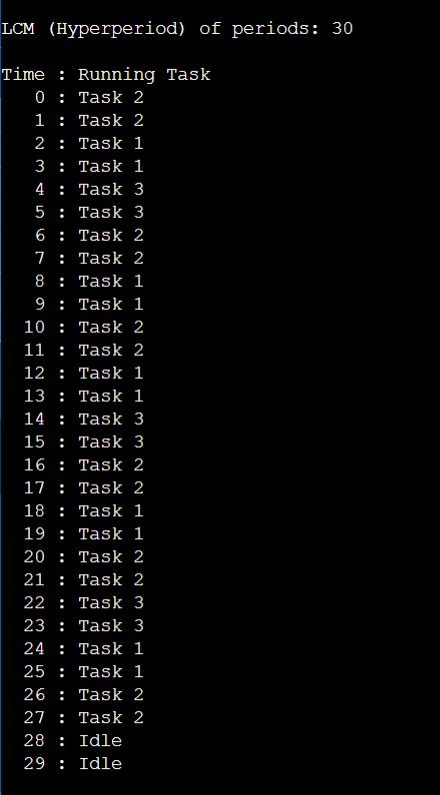 LCM (Hyperperiod) of periods: 30
Time : Running Task
0 : Task 2
1 : Task 2
2 : Task 1
3 : Task 1
4 : Task 3
5 : Task 3
6 : Task 2
7 : Task 2
8 : Task 1
9 : Task 1
10 : Task 2
11 : Task 2
12 : Task 1
13 : Task 1
14 : Task 3
15 : Task 3
16 : Task 2
17 : Task 2
18 : Task 1
19 : Task 1
20 : Task 2
21 : Task 2
22 : Task 3
23 : Task 3
24 : Task 1
25 : Task 1
26 : Task 2
27 : Task 2
28 : Idle
29 : Idle